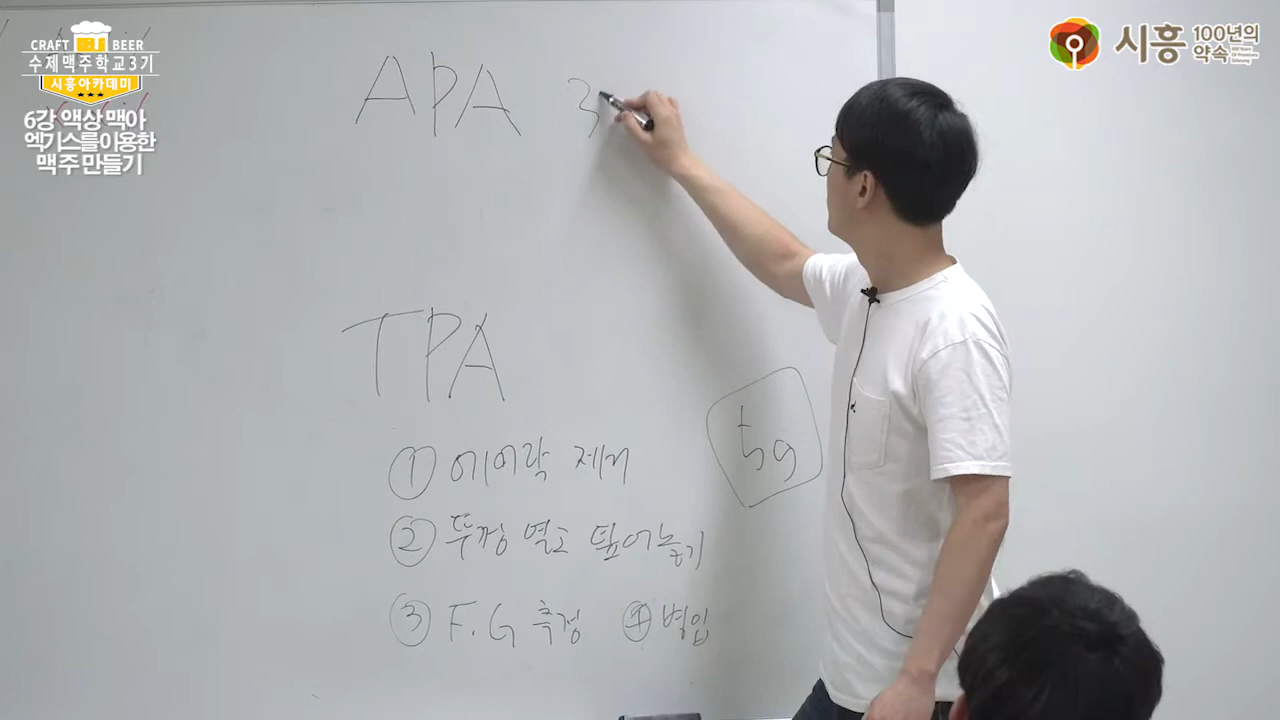 CRAFT BEER
수제맥주학교3기
시흥아카데미
6강 액상 맥아
엑기스를이용한
맥주 만들기
시흥 100년의
약속
APA 3
TPA
5g
① 에어락 제거
② 뚜껑 열고 덮어놓기
③ F.G 측정 ④ 병입